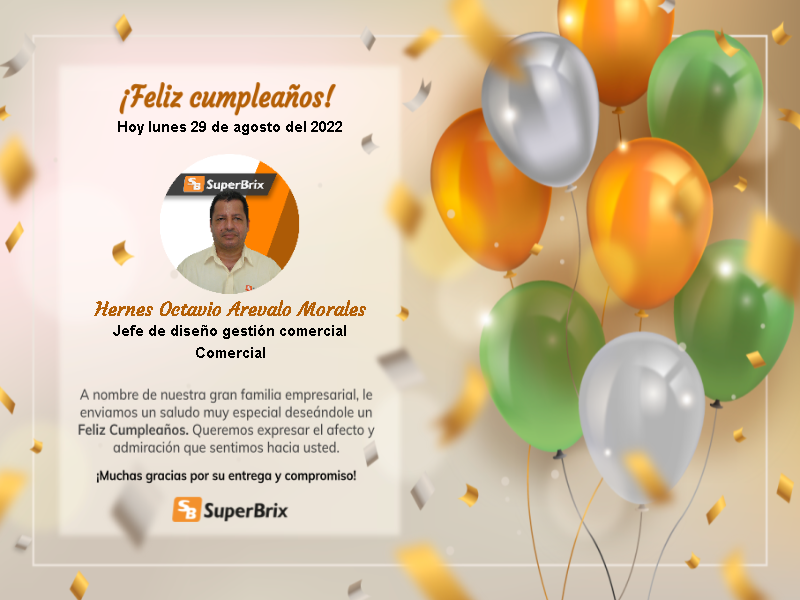 ¡Feliz cumpleaños!
Hoy lunes 29 de agosto del 2022
SB SuperBrix
Hernes Octavio Arevalo Morales
Jefe de diseño gestión comercial
Comercial
A nombre de nuestra gran familia empresarial, le
enviamos un saludo muy especial deseándole un
Feliz Cumpleaños. Queremos expresar el afecto y
admiración que sentimos hacia usted.
¡Muchas gracias por su entrega y compromiso!
SB SuperBrix